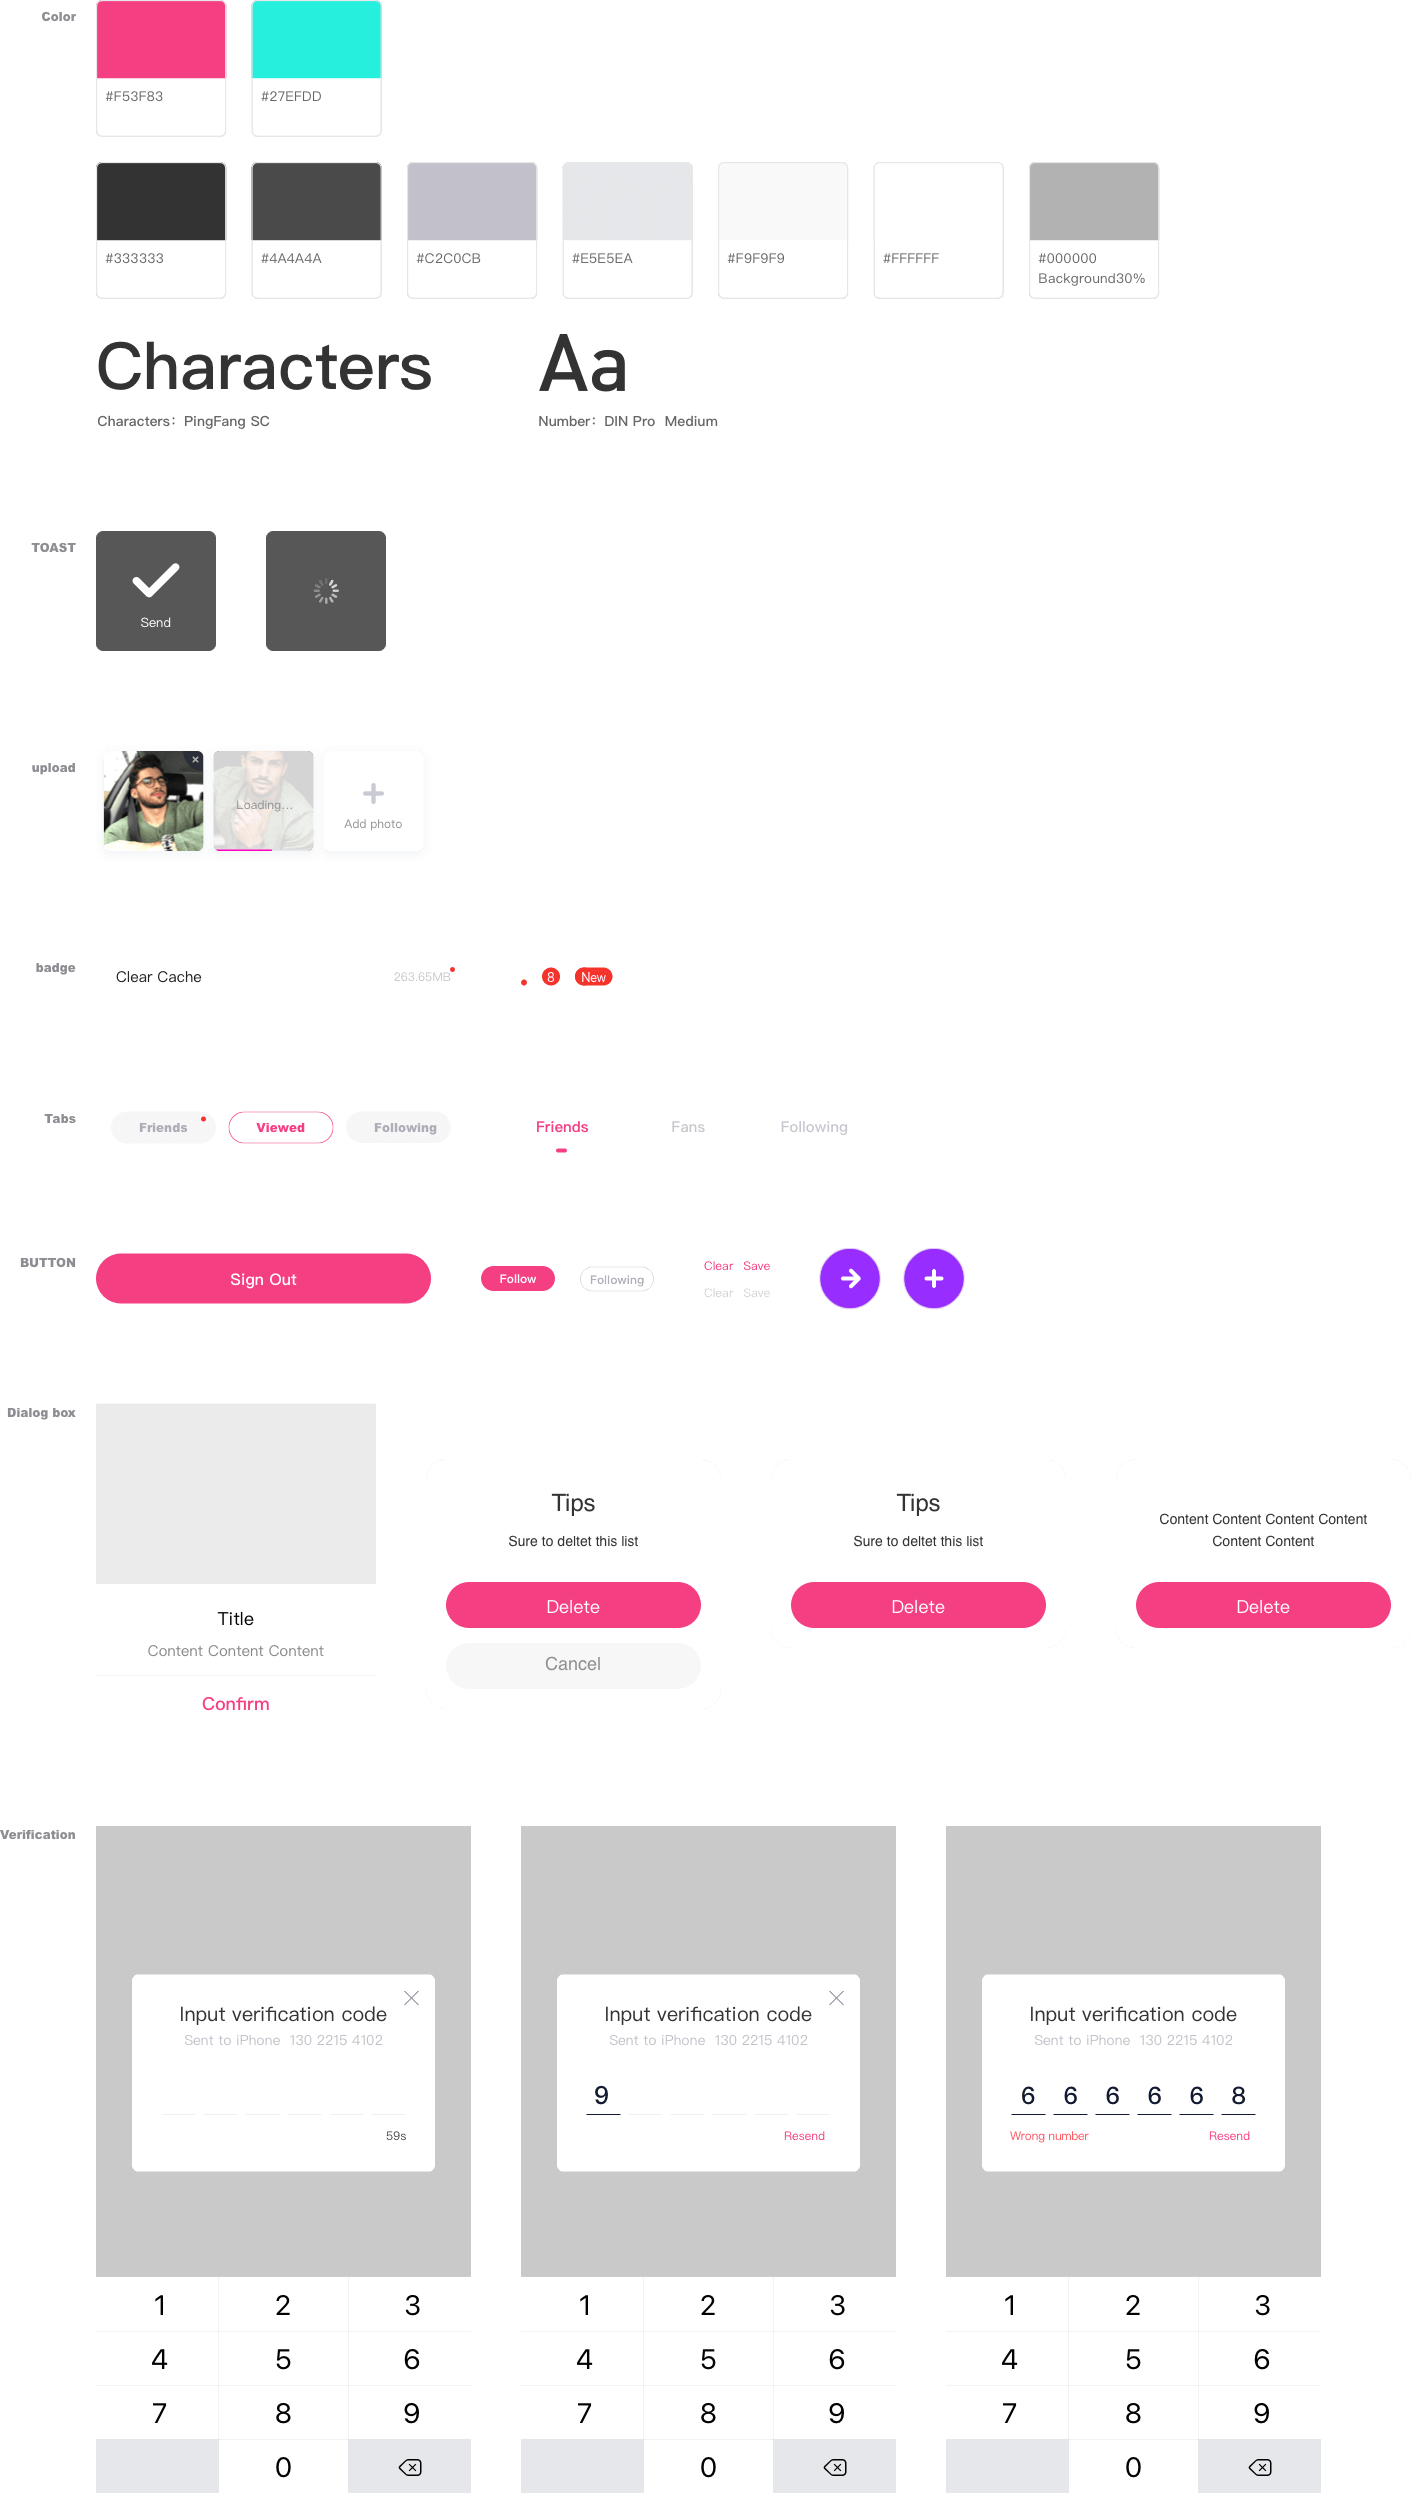 Color
#F53F83
#27EFDD
#333333
#4A4A4A
#C2C0CB
#E5E5EA
#F9F9F9
#FFFFFF
#000000
Background30%
Characters
Aa
Characters：PingFang SC
Number：DIN Pro  Medium
TOAST
Send
upload
Loading...
Add photo
badge
Clear Cache
263.65MB
8
New
Tabs
Friends
Viewed
Following
Friends
Fans
Following
BUTTON
Sign Out
Follow
Following
Clear Save
Clear Save
Dialog box
Title
Content Content Content
Confirm
Tips
Sure to deltet this list
Delete
Cancel
Tips
Sure to deltet this list
Delete
Content Content Content Content
Content Content
Delete
Verification
Input verification code
Sent to iPhone  130 2215 4102
59s
1 2 3
4 5 6
7 8 9
0
Input verification code
Sent to iPhone  130 2215 4102
9
Resend
1 2 3
4 5 6
7 8 9
0
Input verification code
Sent to iPhone  130 2215 4102
6 6 6 6 6 8
Wrong number
Resend
1 2 3
4 5 6
7 8 9
0